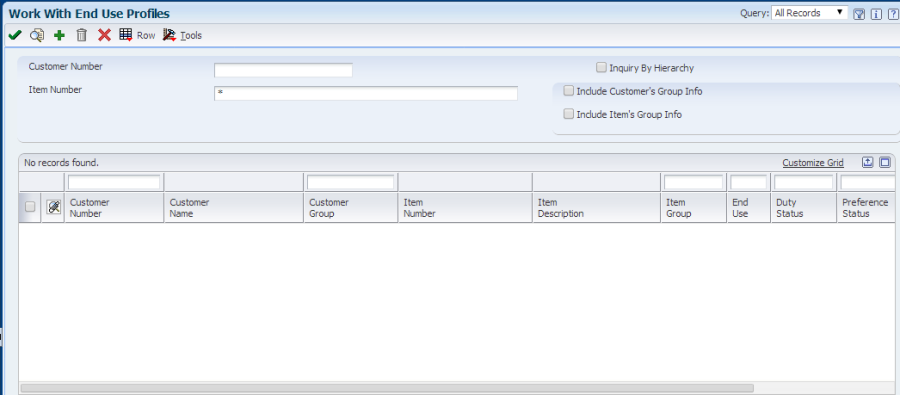 Work With End Use Profiles
Query: All Records
Row Tools
Customer Number
Inquiry By Hierarchy
Item Number *
Include Customer's Group Info
Include Item's Group Info
No records found. Customize Grid
Customer Number Customer Name Customer Group Item Number Item Description Item Group End Use Duty Status Preference Status